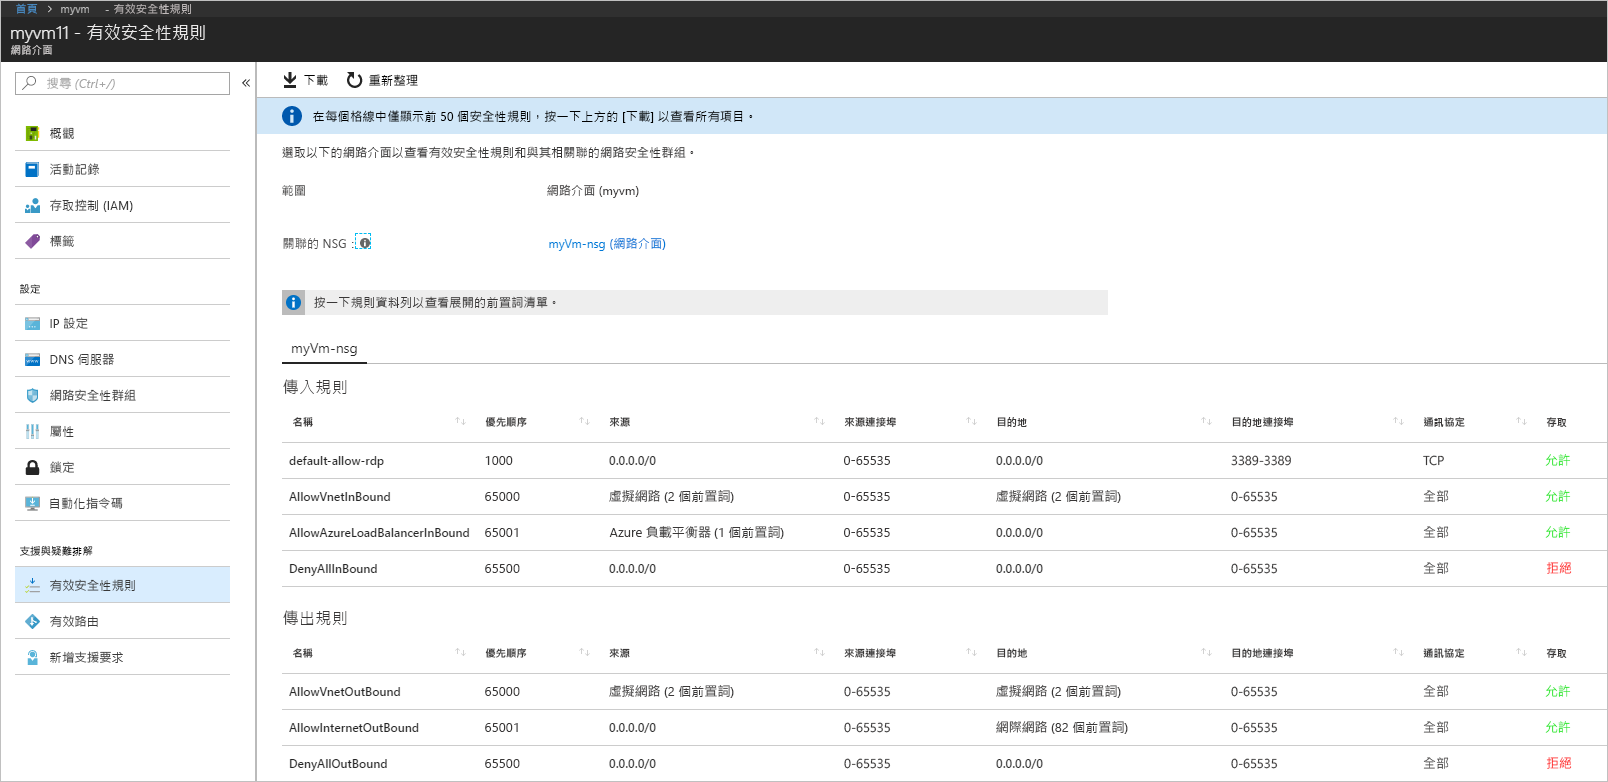 首頁 > myvm - 有效安全性規則
myvm11 - 有效安全性規則
網路介面
搜尋 (Ctrl+/)
«
概觀
活動記錄
存取控制 (IAM)
標籤
設定
IP 設定
DNS 伺服器
網路安全性群組
屬性
鎖定
自動化指令碼
支援與疑難排解
有效安全性規則
有效路由
新增支援要求
下載 重新整理
在每個格線中僅顯示前 50 個安全性規則，按一下上方的 [下載] 以查看所有項目。
選取以下的網路介面以查看有效安全性規則和與其相關聯的網路安全性群組。
範圍 網路介面 (myvm)
關聯的 NSG : myVm-nsg (網路介面)
按一下規則資料列以查看展開的前置詞清單。
myVm-nsg
傳入規則
名稱 優先順序 來源 來源連接埠 目的地 目的地連接埠 通訊協定 存取
default-allow-rdp 1000 0.0.0.0/0 0-65535 0.0.0.0/0 3389-3389 TCP 允許
AllowVnetInBound 65000 虛擬網路 (2 個前置詞) 0-65535 虛擬網路 (2 個前置詞) 0-65535 全部 允許
AllowAzureLoadBalancerInBound 65001 Azure 負載平衡器 (1 個前置詞) 0-65535 0.0.0.0/0 0-65535 全部 允許
DenyAllInBound 65500 0.0.0.0/0 0-65535 0.0.0.0/0 0-65535 全部 拒絕
傳出規則
名稱 優先順序 來源 來源連接埠 目的地 目的地連接埠 通訊協定 存取
AllowVnetOutBound 65000 虛擬網路 (2 個前置詞) 0-65535 虛擬網路 (2 個前置詞) 0-65535 全部 允許
AllowInternetOutBound 65001 0.0.0.0/0 0-65535 網際網路 (82 個前置詞) 0-65535 全部 允許
DenyAllOutBound 65500 0.0.0.0/0 0-65535 0.0.0.0/0 0-65535 全部 拒絕